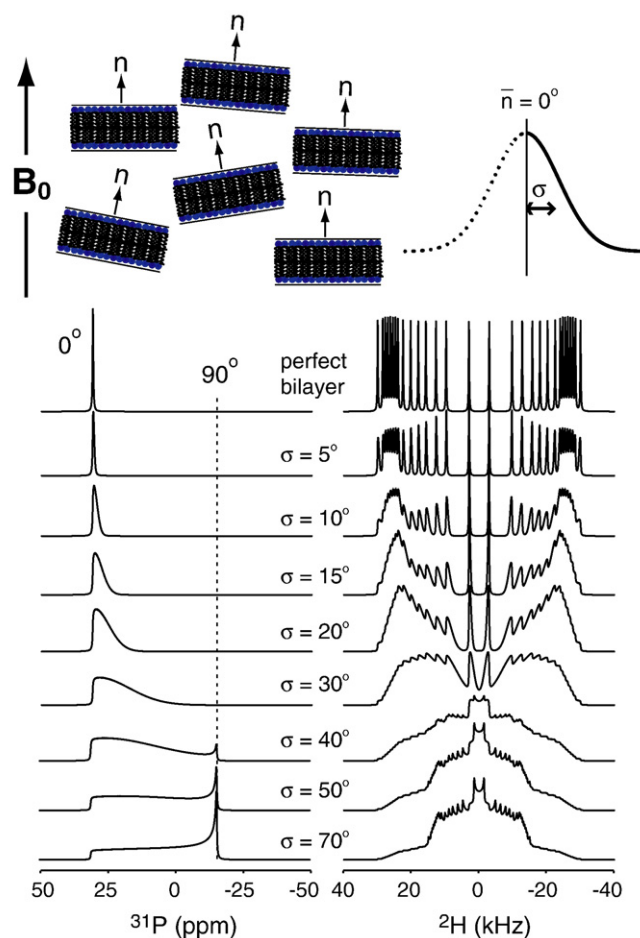 n
n
n
n
n
n
B0
n̄ = 0°
σ
0°
90°
perfect
bilayer
σ = 5°
σ = 10°
σ = 15°
σ = 20°
σ = 30°
σ = 40°
σ = 50°
σ = 70°
50 25 0 -25 -50
40 20 0 -20 -40
³¹P (ppm)
²H (kHz)